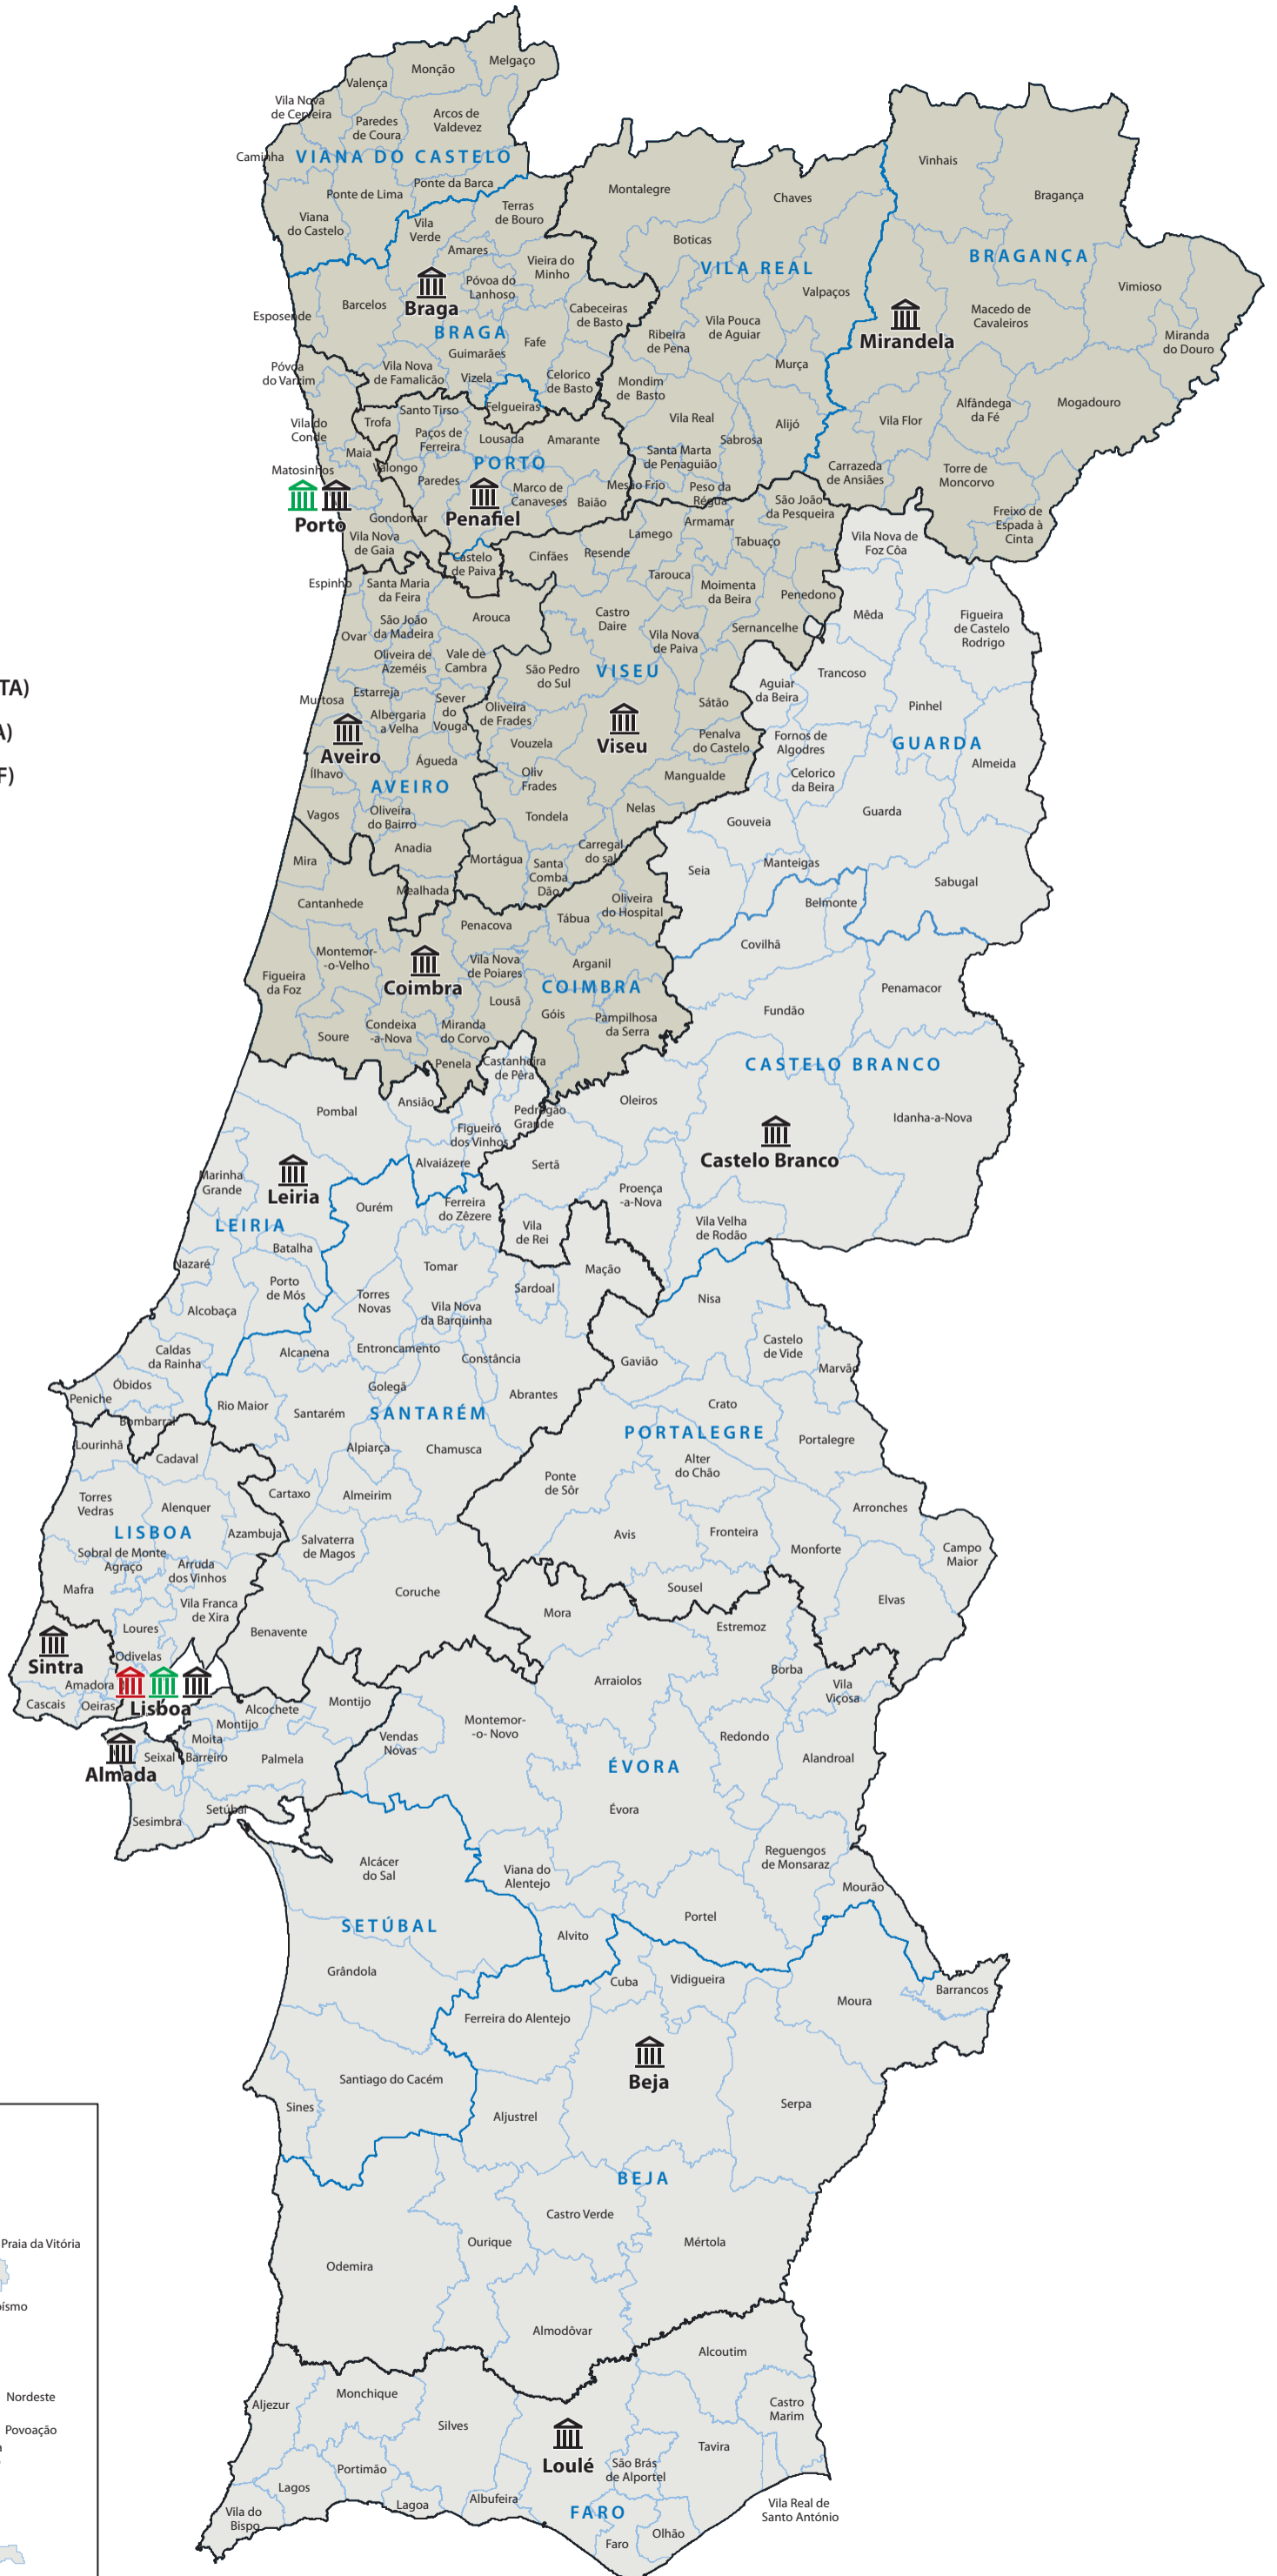 Melgaço
Monção
Valença
Vila Nova
de Cerveira
Arcos de
Valdevez
Paredes
de Coura
Caminha
VIANA DO CASTELO
Ponte da Barca
Ponte de Lima
Viana
do Castelo
Terras
de Bouro
Vila
Verde
Amares
Vieira do
Minho
Póvoa do
Lanhoso
Braga
Barcelos
Esposende
BRAGA
Cabeceiras
de Basto
Fafe
Guimarães
Vila Nova
de Famalicão
Vizela
Celorico
de Basto
Montalegre
Chaves
Boticas
VILA REAL
Valpaços
Ribeira
de Pena
Vila Pouca
de Aguiar
Murça
Mondim
de Basto
Vila Real
Alijó
Sabrosa
Santa Marta
de Penaguião
Mesão Frio
Peso da
Régua
Vinhais
Bragança
BRAGANÇA
Vimioso
Macedo de
Cavaleiros
Mirandela
Miranda
do Douro
Mogadouro
Alfândega
da Fé
Vila Flor
Carrazeda
de Ansiães
Torre de
Moncorvo
Freixo de
Espada à
Cinta
Póvoa
do Varzim
Vila do
Conde
Santo Tirso
Trofa
Felgueiras
Paços de
Ferreira
Lousada
Amarante
Maia
PORTO
Valongo
Matosinhos
Paredes
Marco de
Canaveses
Baião
Porto
Penafiel
Gondomar
Vila Nova
de Gaia
Castelo
de Paiva
Espinho
Santa Maria
da Feira
Arouca
São João
da Madeira
Ovar
Oliveira de
Azeméis
Vale de
Cambra
Estarreja
Murtosa
Sever
do
Vouga
Albergaria
a Velha
Aveiro
Águeda
Ílhavo
AVEIRO
Vagos
Oliveira
do Bairro
Anadia
Mealhada
São João
da Pesqueira
Armamar
Lamego
Tabuaço
Cinfães
Resende
Tarouca
Moimenta
da Beira
Penedono
Castro
Daire
Vila Nova
de Paiva
Sernancelhe
São Pedro
do Sul
VISEU
Oliveira
de Frades
Sátão
Viseu
Vouzela
Penalva
do Castelo
Oliv
Frades
Mangualde
Nelas
Tondela
Carregal
do sal
Mortágua
Santa
Comba
Dão
Vila Nova de
Foz Côa
Mêda
Figueira
de Castelo
Rodrigo
Trancoso
Aguiar
da Beira
Pinhel
Fornos de
Algodres
GUARDA
Almeida
Celorico
da Beira
Guarda
Gouveia
Manteigas
Seia
Sabugal
TA)
A)
F)
Mira
Cantanhede
Oliveira
do Hospital
Tábua
Penacova
Montemor-
-o-Velho
Vila Nova
de Poiares
Arganil
Figueira
da Foz
Coimbra
COIMBRA
Lousã
Góis
Pampilhosa
da Serra
Condeixa
-a-Nova
Miranda
do Corvo
Soure
Penela
Belmonte
Covilhã
Penamacor
Fundão
CASTELO BRANCO
Oleiros
Idanha-a-Nova
Castelo Branco
Sertã
Proença
-a-Nova
Vila Velha
de Rodão
Vila
de Rei
Castanheira
de Pêra
Ansião
Pombal
Pedrógão
Grande
Figueiró
dos Vinhos
Alvaiázere
Marinha
Grande
Leiria
LEIRIA
Batalha
Nazaré
Porto
de Mós
Alcobaça
Caldas
da Rainha
Óbidos
Peniche
Bombarral
Ourém
Ferreira
do Zêzere
Tomar
Mação
Sardoal
Torres
Novas
Vila Nova
da Barquinha
Alcanena
Entroncamento
Constância
Golegã
Abrantes
Rio Maior
Santarém
SANTARÉM
Alpiarça
Chamusca
Cartaxo
Almeirim
Salvaterra
de Magos
Coruche
Benavente
Nisa
Castelo
de Vide
Gavião
Marvão
Crato
PORTALEGRE
Portalegre
Alter
do Chão
Ponte
de Sôr
Arronches
Avis
Fronteira
Monforte
Campo
Maior
Sousel
Elvas
Lourinhã
Cadaval
Torres
Vedras
Alenquer
LISBOA
Azambuja
Sobral de Monte
Agraço
Arruda
dos Vinhos
Mafra
Vila Franca
de Xira
Loures
Odivelas
Sintra
Amadora
Cascais
Oeiras
Lisboa
Mora
Estremoz
Arraiolos
Borba
Vila
Viçosa
Vendas
Novas
Montemor-
-o- Novo
Redondo
Alandroal
ÉVORA
Évora
Reguengos
de Monsaraz
Viana do
Alentejo
Mourão
Portel
Montijo
Alcochete
Montijo
Moita
Seixal
Barreiro
Palmela
Almada
Setúbal
Sesimbra
Alcácer
do Sal
SETÚBAL
Grândola
Santiago do Cacém
Sines
Alvito
Cuba
Vidigueira
Moura
Barrancos
Ferreira do Alentejo
Beja
Serpa
Aljustrel
BEJA
Castro Verde
Ourique
Mértola
Odemira
Almodôvar
Alcoutim
Monchique
Aljezur
Castro
Marim
Silves
Tavira
Loulé
São Brás
de Alportel
Portimão
Lagos
Albufeira
Lagoa
Vila do
Bispo
FARO
Vila Real de
Santo António
Olhão
Faro
Praia da Vitória
oísmo
Nordeste
Povoação